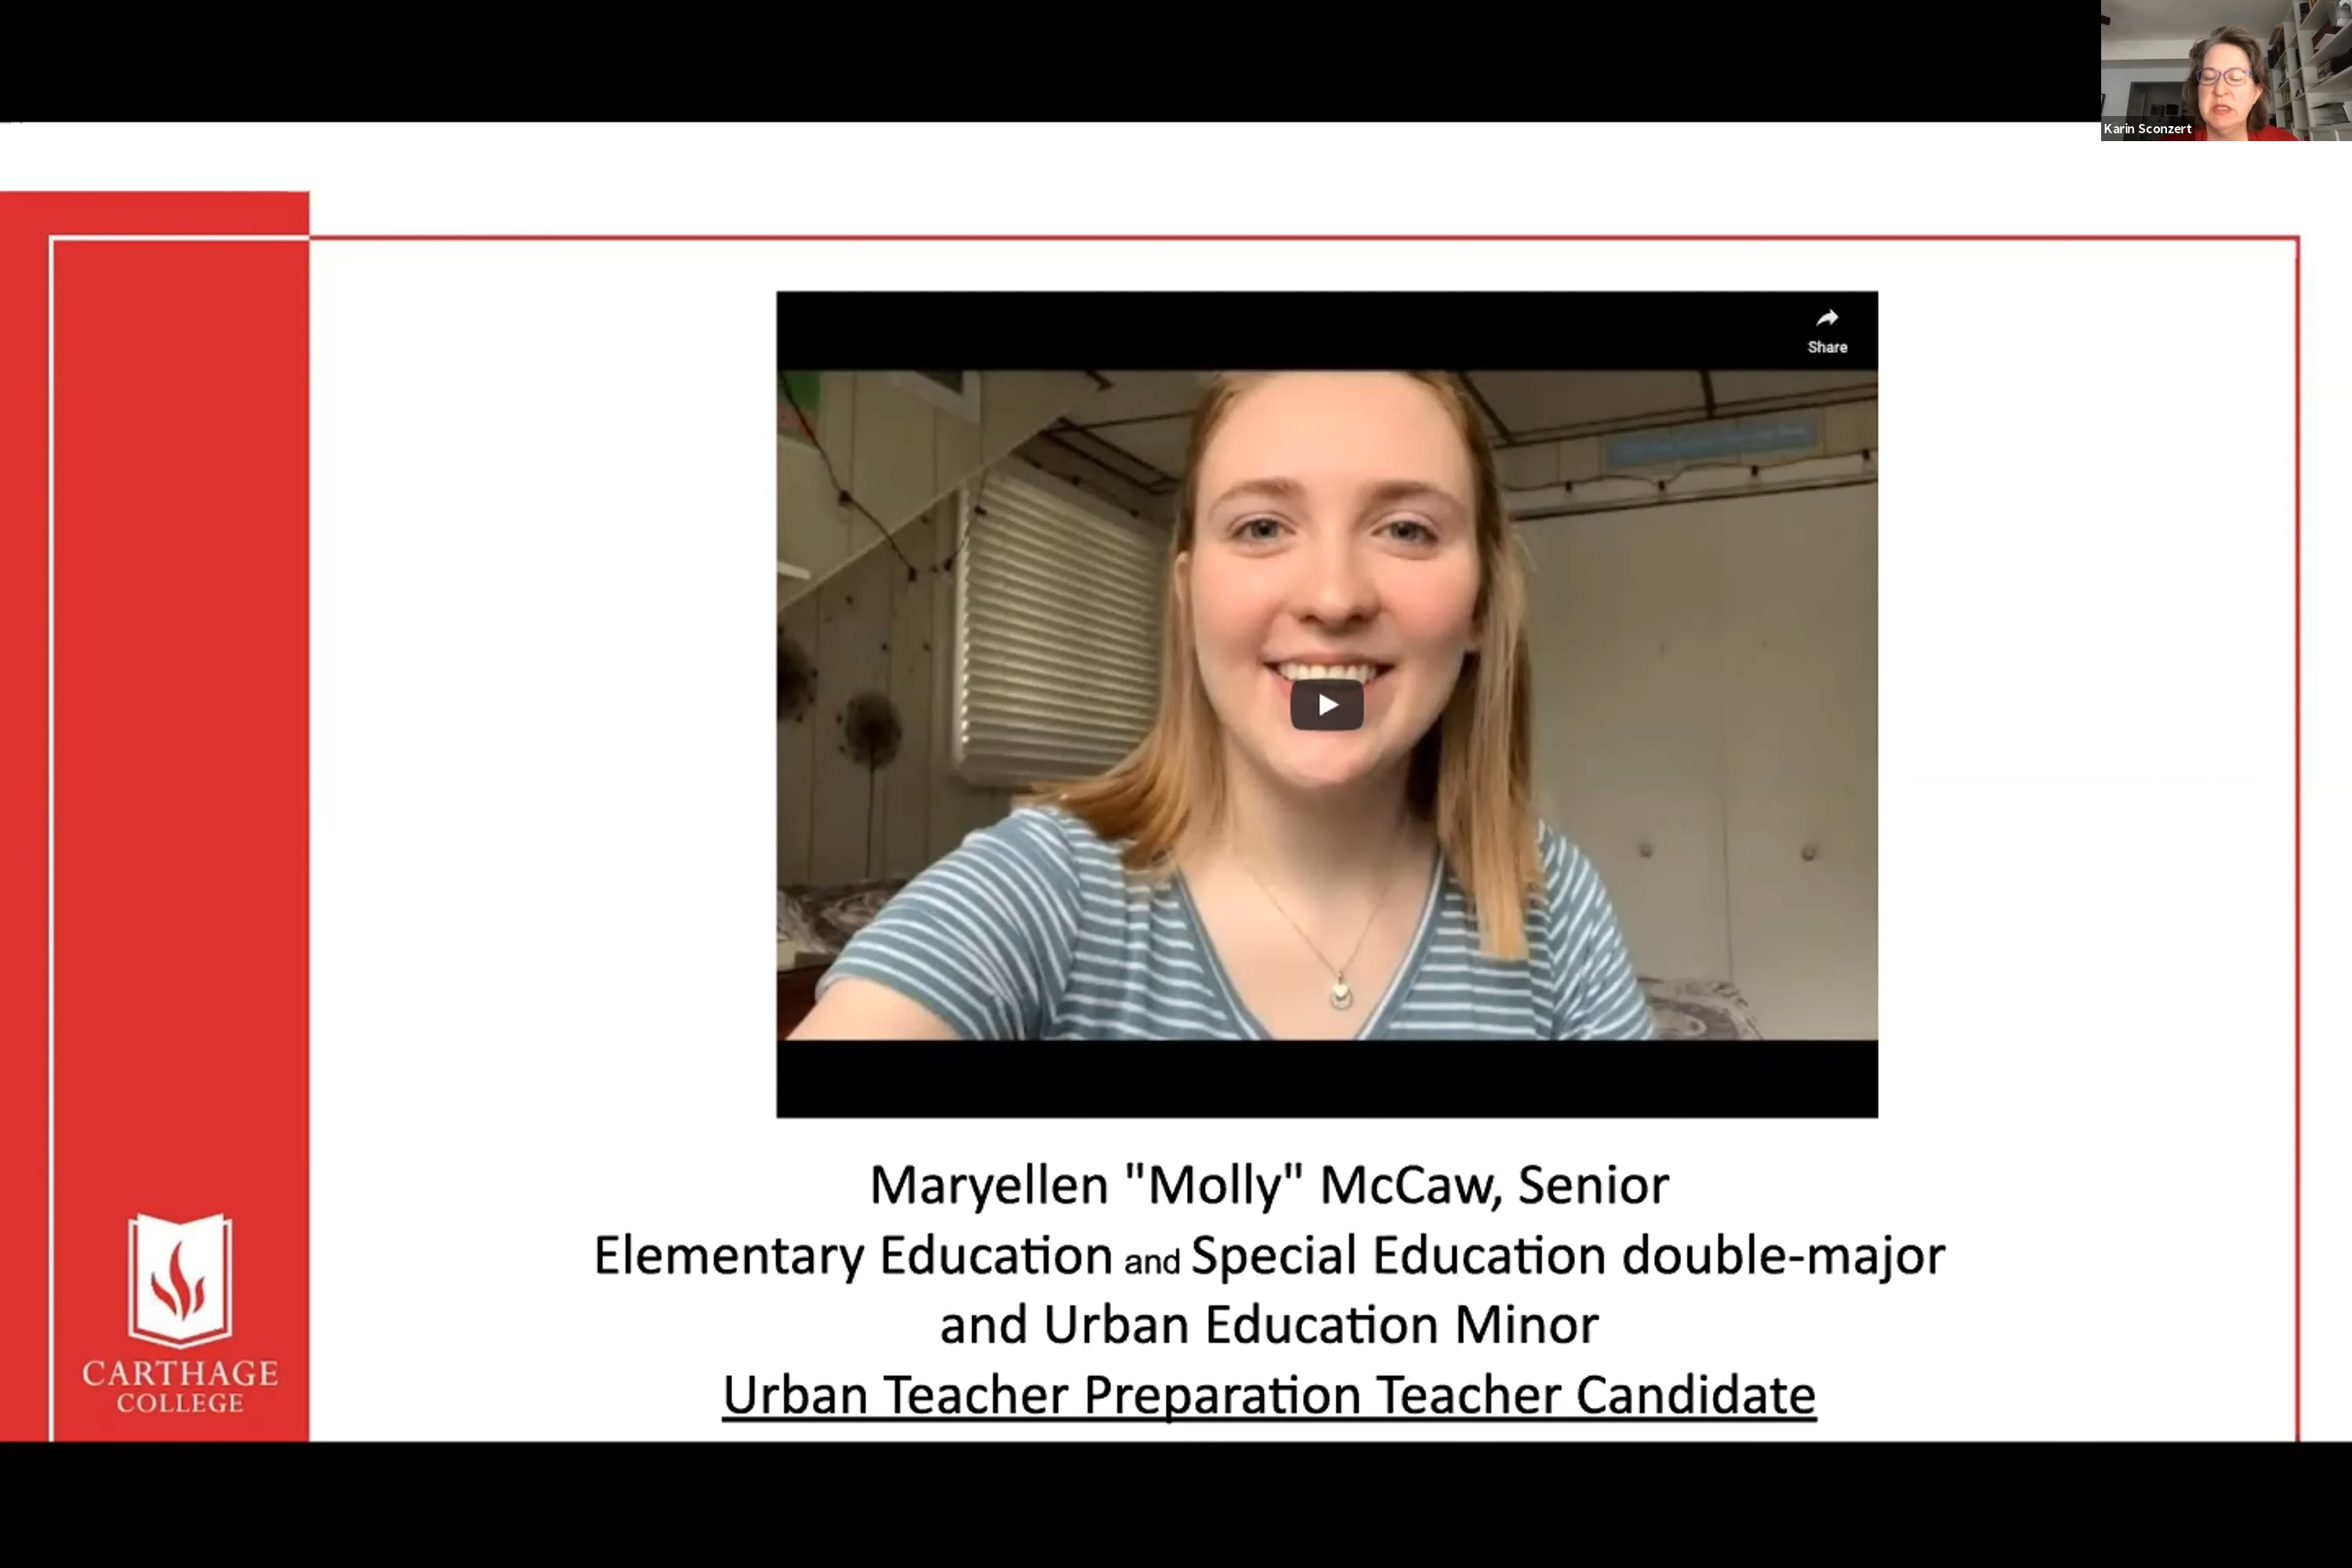 Karin Sconzert
Share
Maryellen "Molly" McCaw, Senior
Elementary Education and Special Education double-major
and Urban Education Minor
Urban Teacher Preparation Teacher Candidate
CARTHAGE
COLLEGE